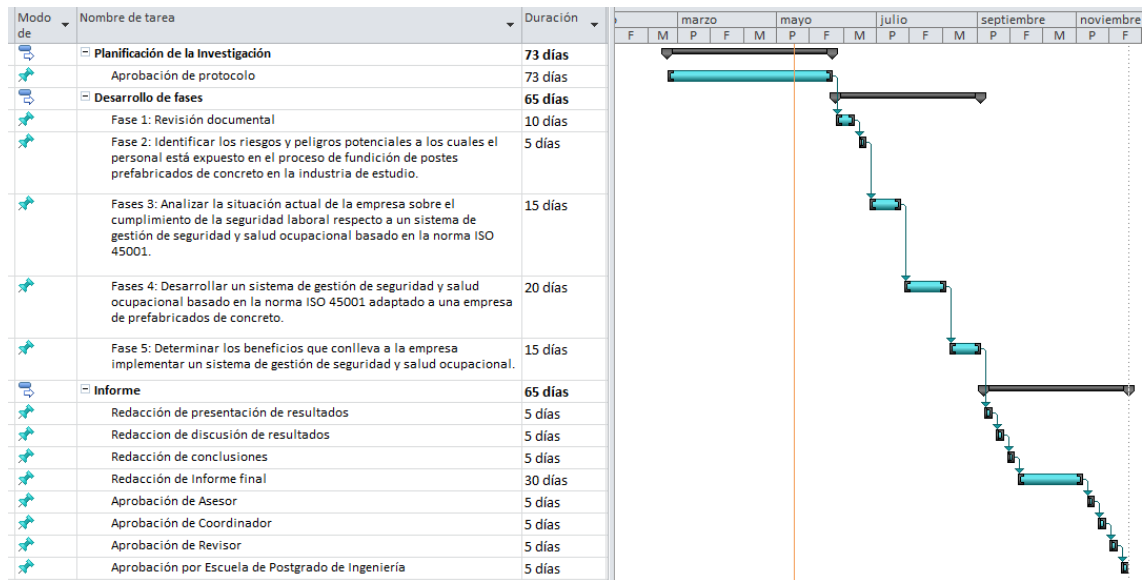 Modo de
Nombre de tarea
Duración
marzo mayo julio septiembre noviembre
F M P F M P F M P F M P F M P F
Planificación de la Investigación 73 días
Aprobación de protocolo 73 días
Desarrollo de fases 65 días
Fase 1: Revisión documental 10 días
Fase 2: Identificar los riesgos y peligros potenciales a los cuales el 5 días
personal está expuesto en el proceso de fundición de postes
prefabricados de concreto en la industria de estudio.
Fases 3: Analizar la situación actual de la empresa sobre el 15 días
cumplimiento de la seguridad laboral respecto a un sistema de
gestión de seguridad y salud ocupacional basado en la norma ISO
45001.
Fases 4: Desarrollar un sistema de gestión de seguridad y salud 20 días
ocupacional basado en la norma ISO 45001 adaptado a una empresa
de prefabricados de concreto.
Fase 5: Determinar los beneficios que conlleva a la empresa 15 días
implementar un sistema de gestión de seguridad y salud ocupacional.
Informe 65 días
Redacción de presentación de resultados 5 días
Redaccion de discusión de resultados 5 días
Redacción de conclusiones 5 días
Redacción de Informe final 30 días
Aprobación de Asesor 5 días
Aprobación de Coordinador 5 días
Aprobación de Revisor 5 días
Aprobación por Escuela de Postgrado de Ingeniería 5 días